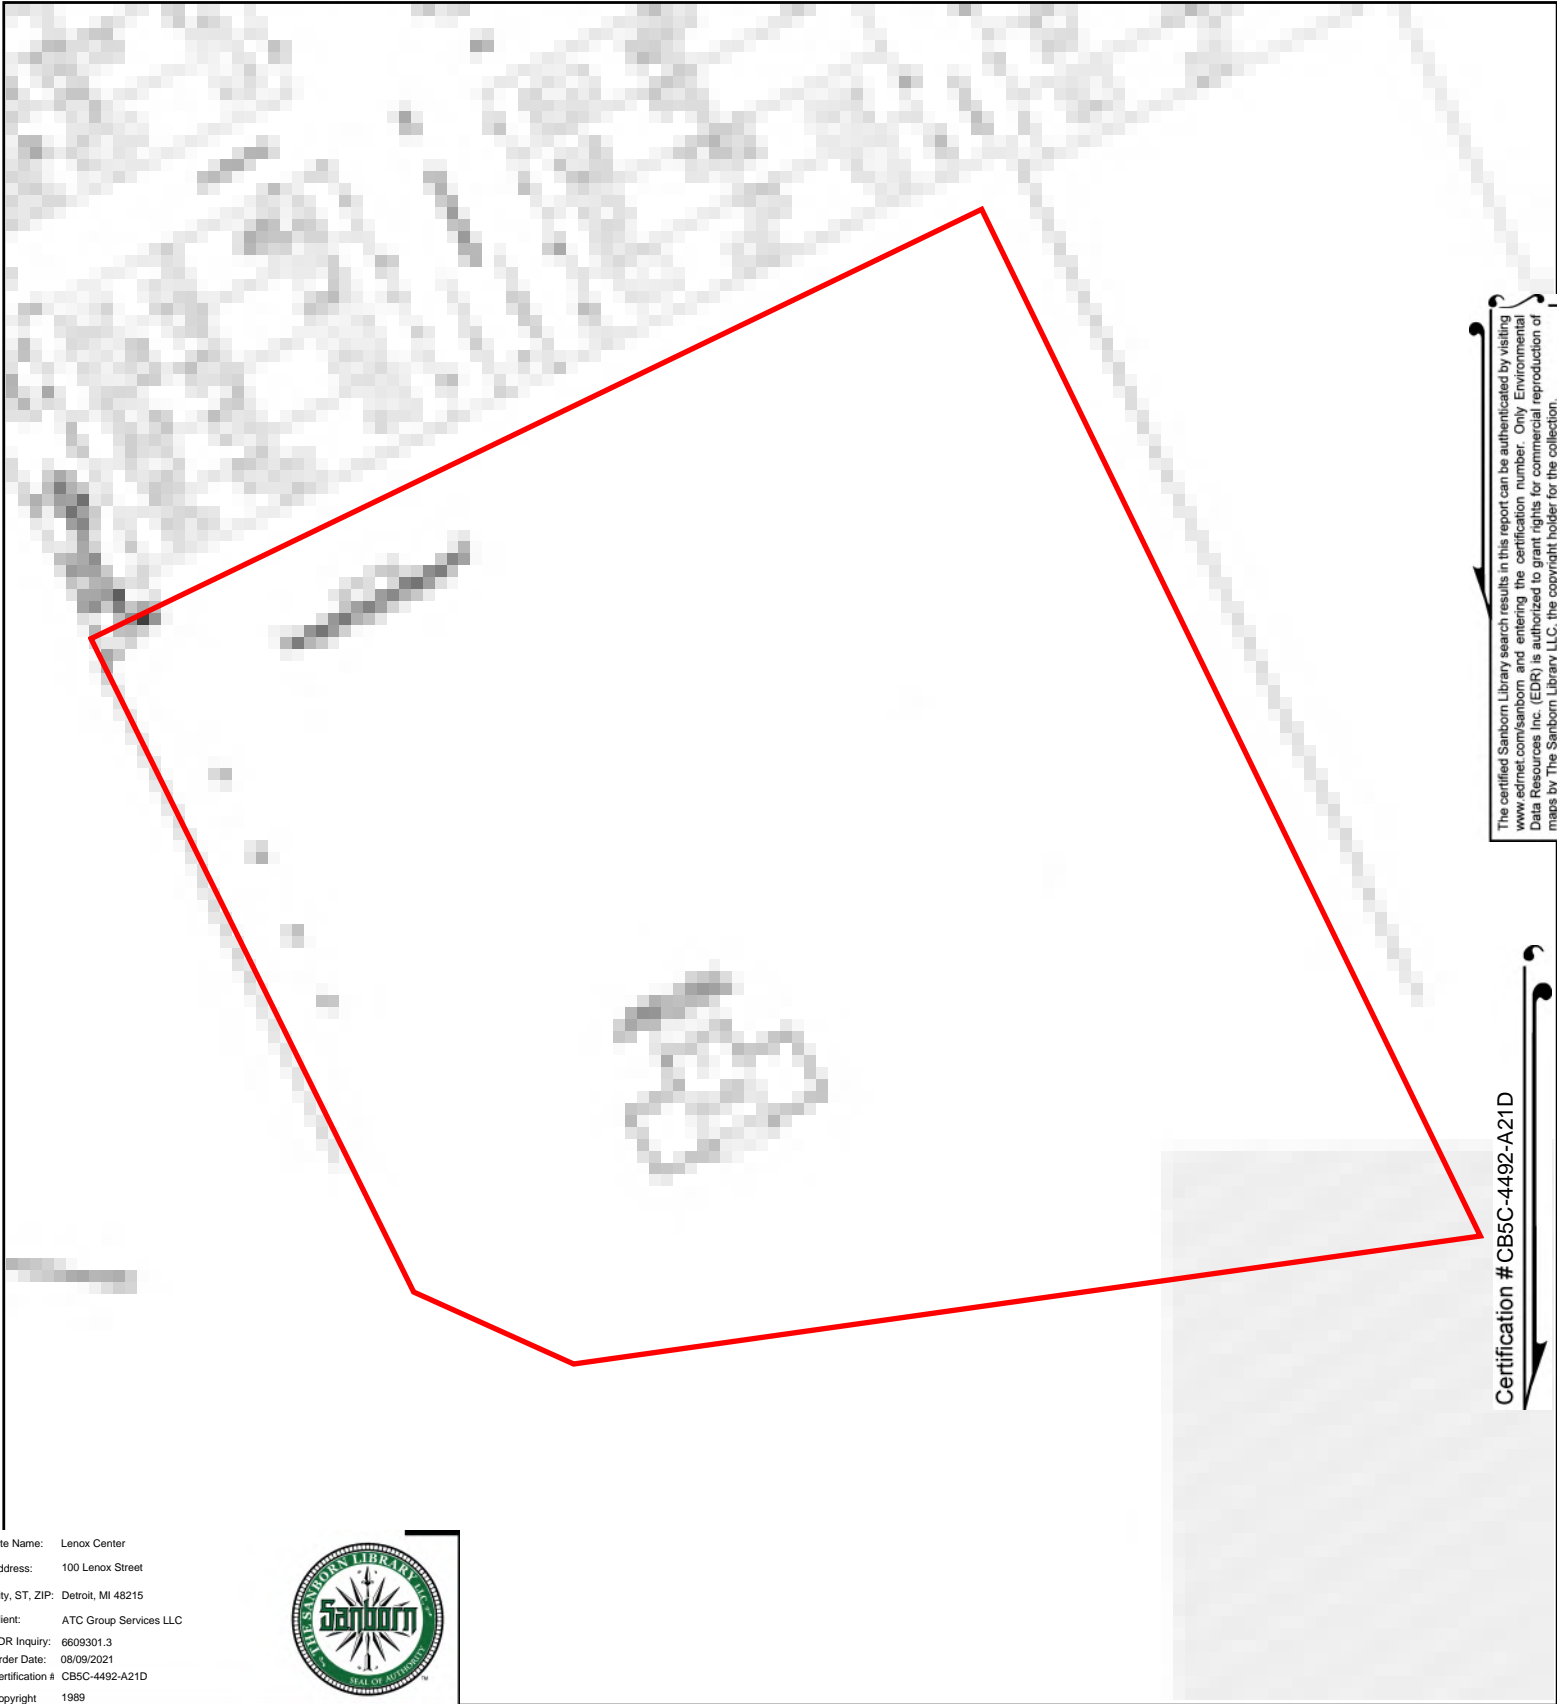 The certified Sanborn Library search results in this report can be authenticated by visiting
www.edrnet.com/sanborn and entering the certification number. Only Environmental
Data Resources Inc. (EDR) is authorized to grant rights for commercial reproduction of
maps by The Sanborn Library LLC, the copyright holder for the collection.
Certification # CB5C-4492-A21D
te Name: Lenox Center
ddress: 100 Lenox Street
ty, ST, ZIP: Detroit, MI 48215
ient: ATC Group Services LLC
DR Inquiry: 6609301.3
rder Date: 08/09/2021
ertification # CB5C-4492-A21D
opyright 1989
THE SANBORN LIBRARY, LLC
Sanborn
SEAL OF AUTHORITY
™